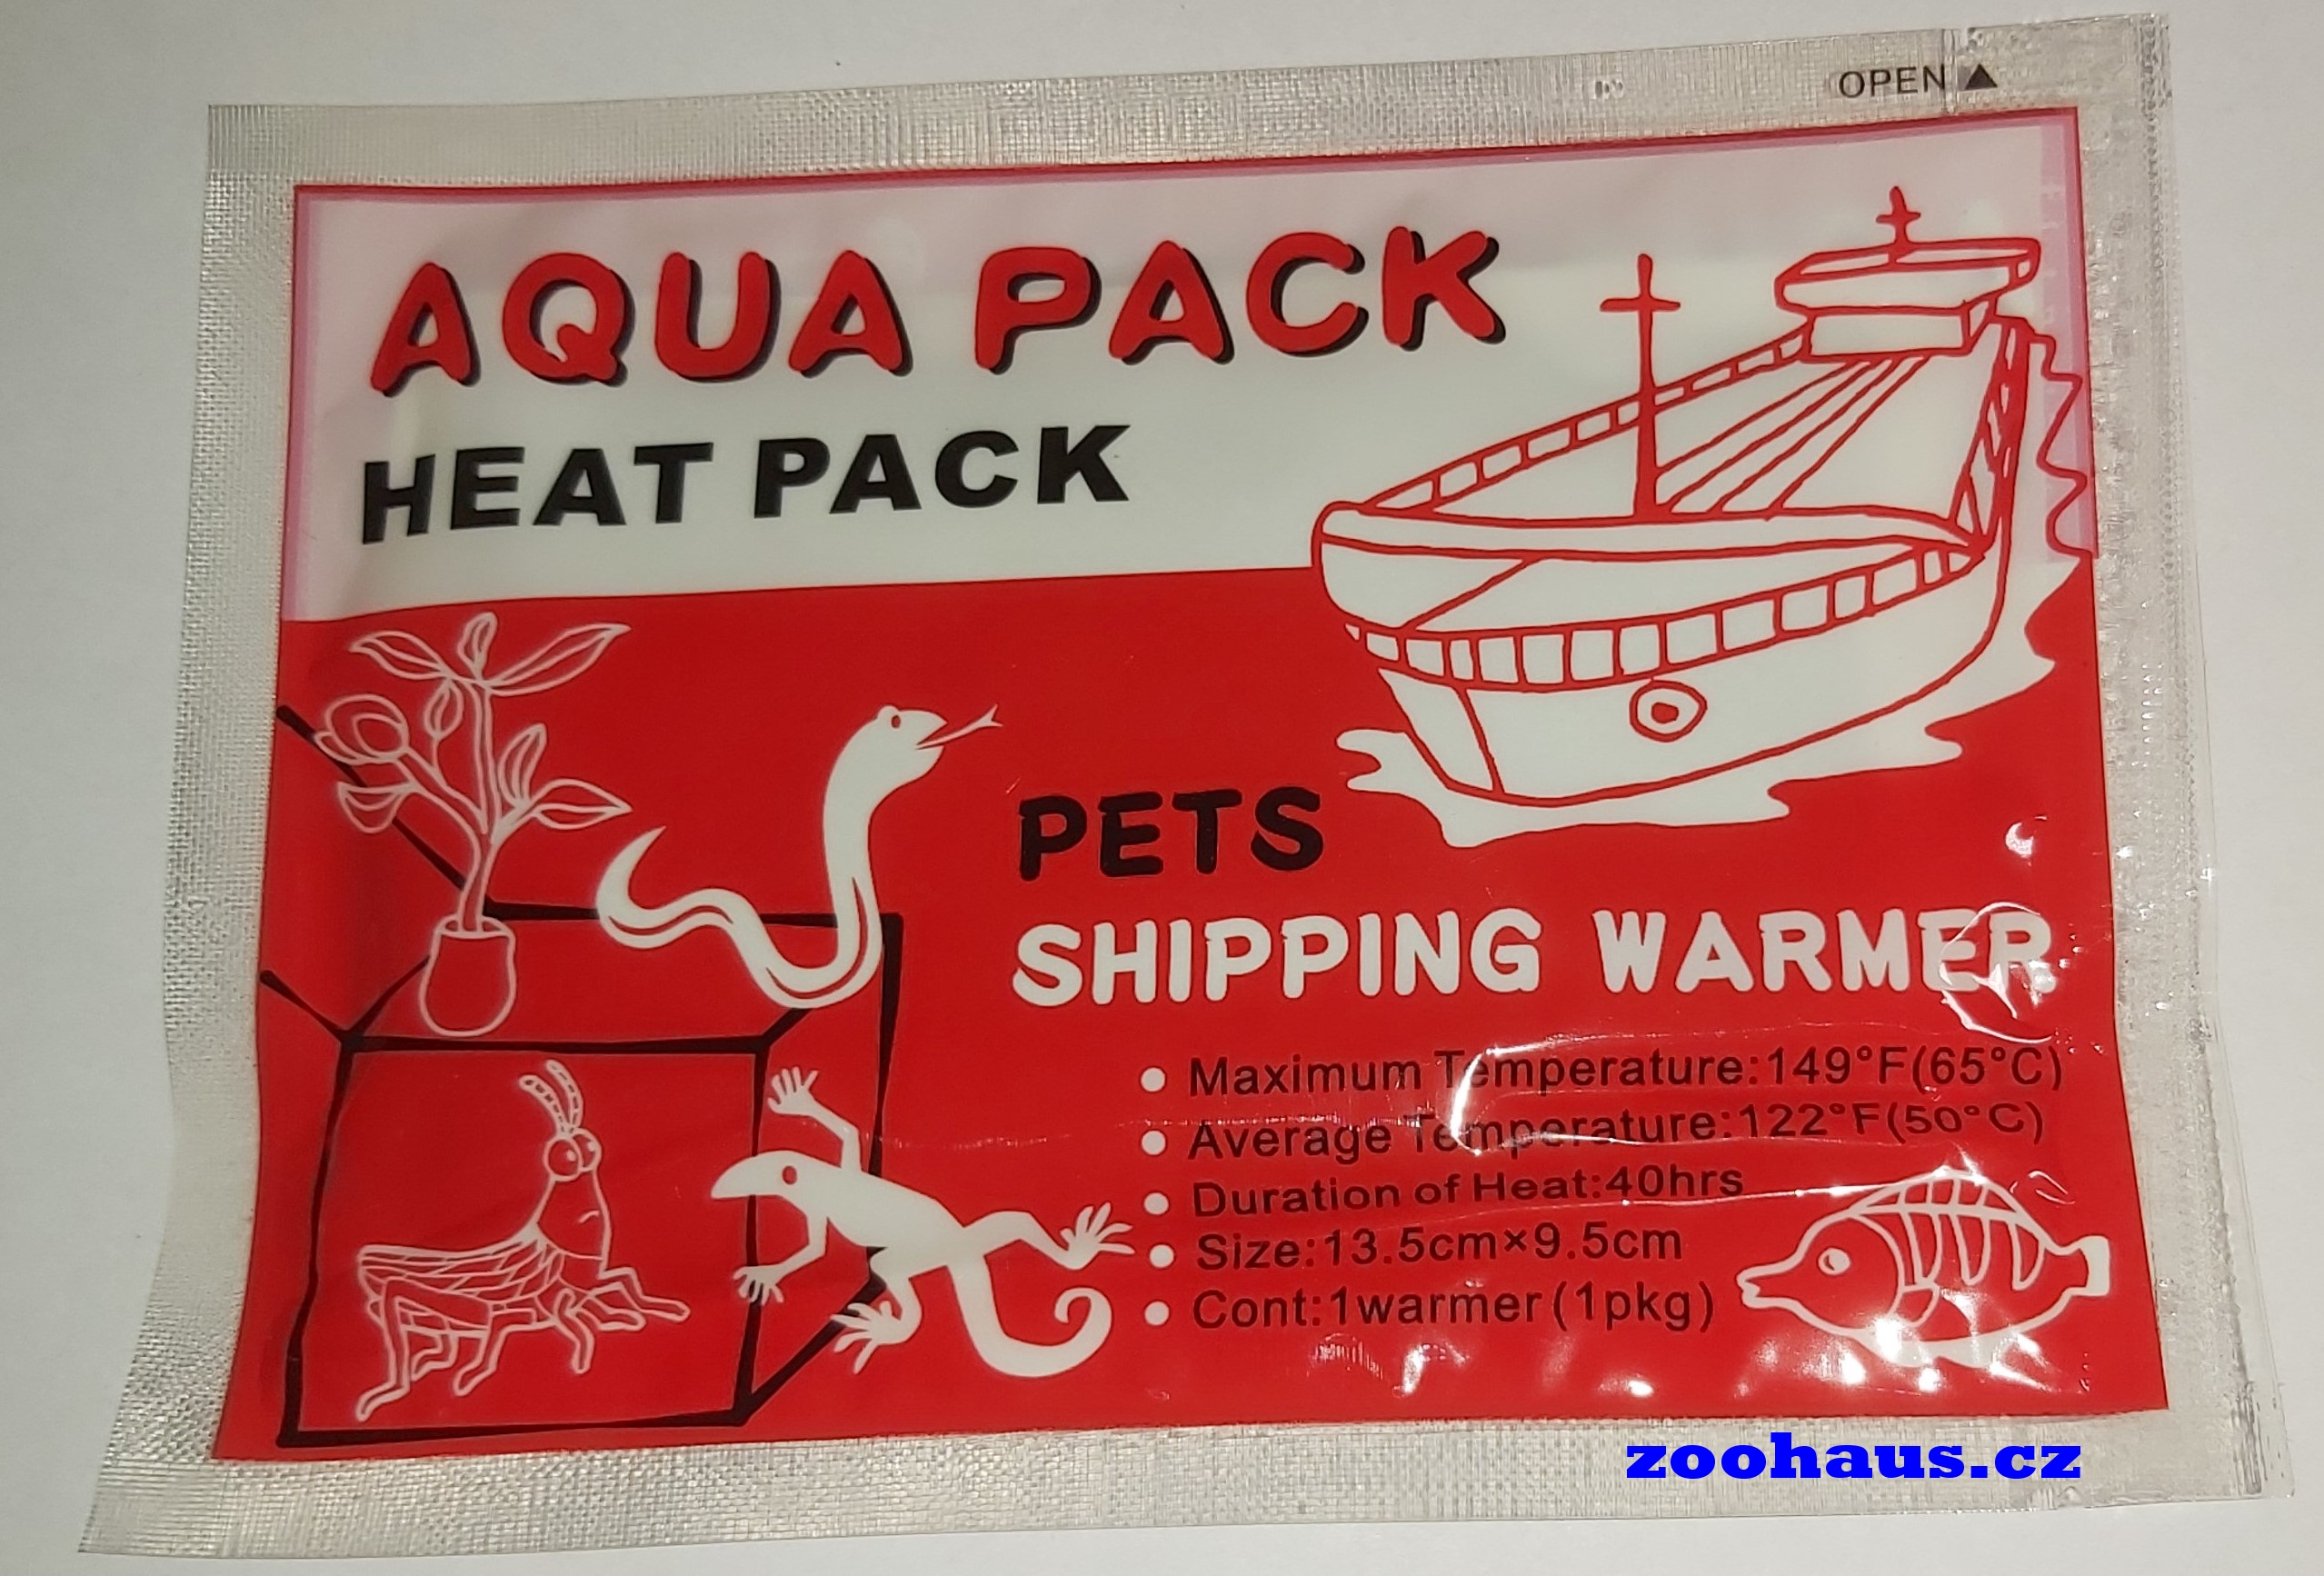 OPEN ▲
AQUA PACK
HEAT PACK
PETS
SHIPPING WARMER
• Maximum Temperature:149°F(65°C)
• Average Temperature:122°F(50°C)
• Duration of Heat:40hrs
• Size:13.5cm×9.5cm
• Cont:1warmer(1pkg)
zoohaus.cz